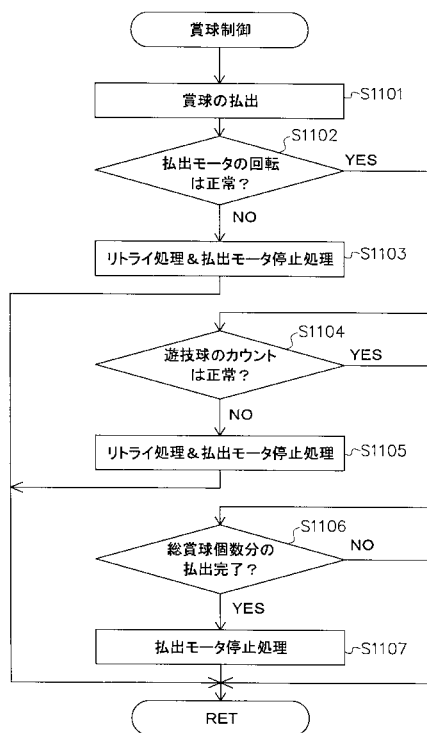 賞球制御
賞球の払出
S1101
S1102
払出モータの回転
は正常？
YES
NO
リトライ処理&払出モータ停止処理
S1103
S1104
遊技球のカウント
は正常？
YES
NO
リトライ処理&払出モータ停止処理
S1105
S1106
総賞球個数分の
払出完了？
NO
YES
払出モータ停止処理
S1107
RET